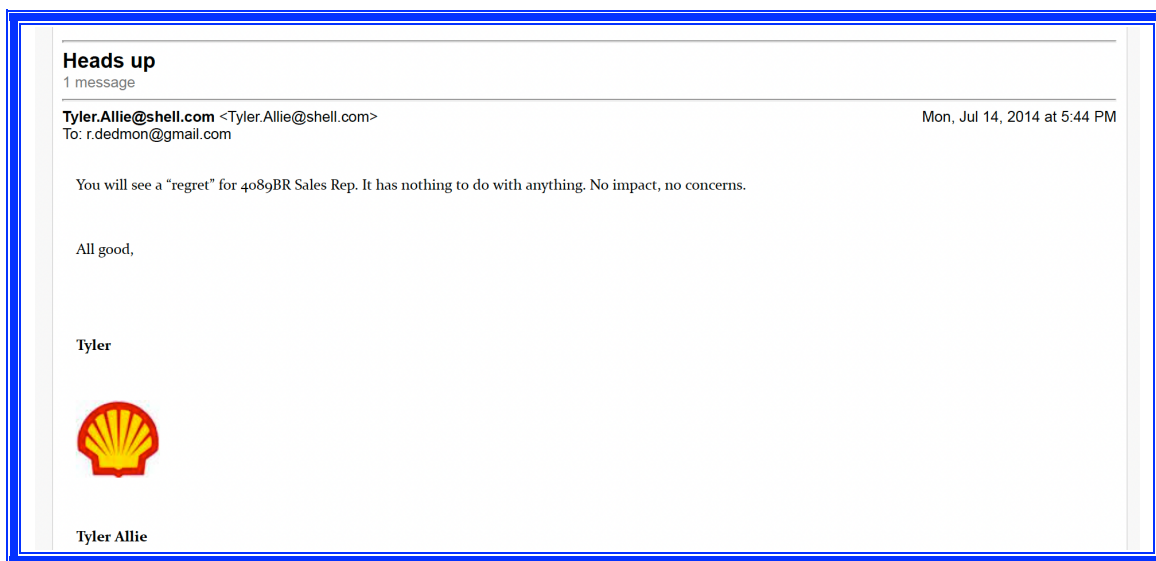 Heads up
1 message
Tyler.Allie@shell.com <Tyler.Allie@shell.com>
Mon, Jul 14, 2014 at 5:44 PM
To: r.dedmon@gmail.com
You will see a “regret” for 4089BR Sales Rep. It has nothing to do with anything. No impact, no concerns.
All good,
Tyler
Tyler Allie